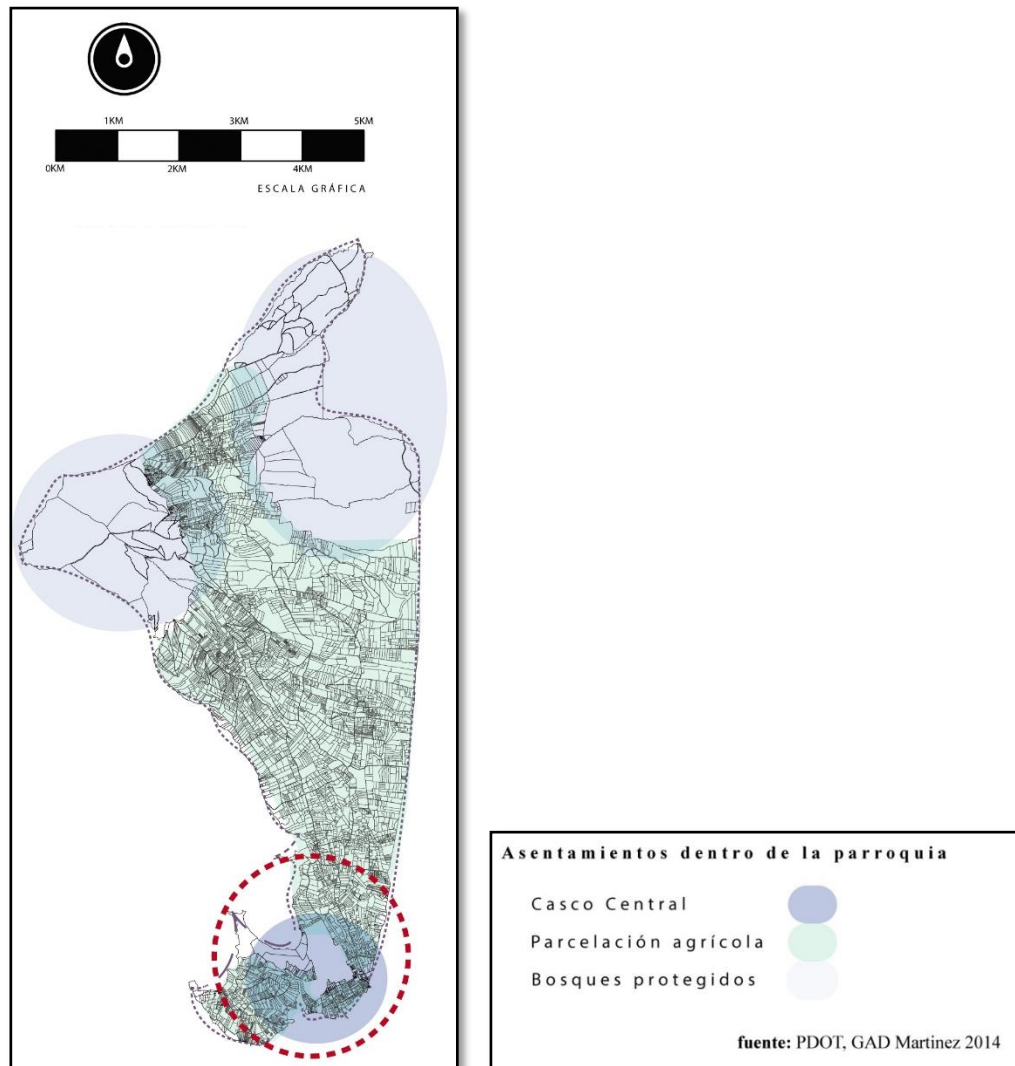 1KM 3KM 5KM
0KM 2KM 4KM
ESCALA GRÁFICA
Asentamientos dentro de la parroquia
Casco Central
Parcelación agrícola
Bosques protegidos
fuente: PDOT, GAD Martinez 2014